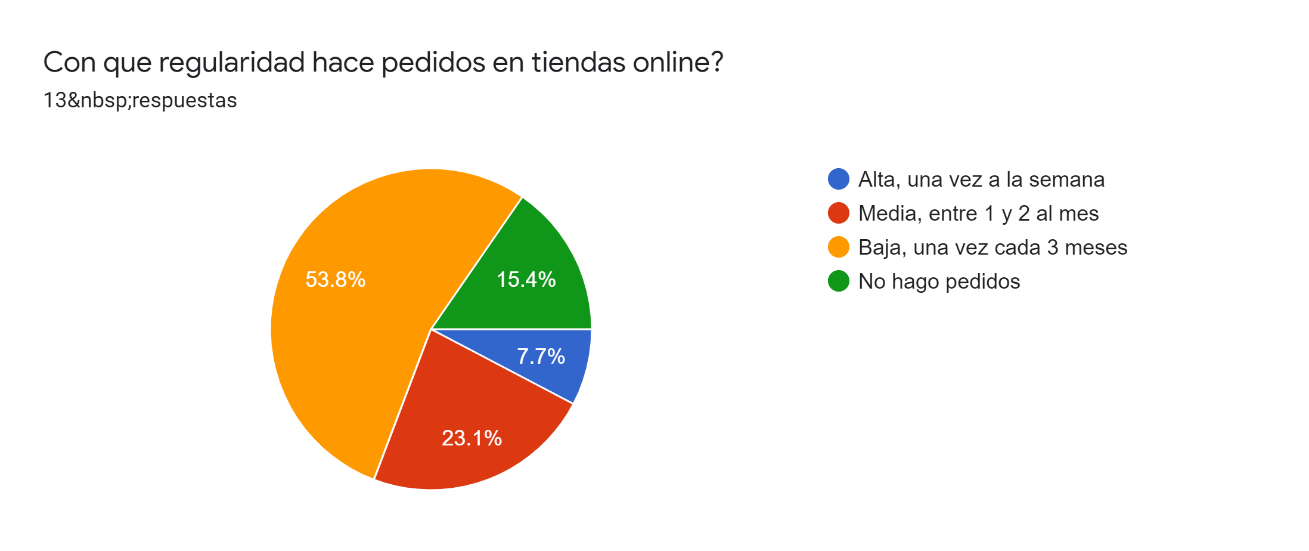 Con que regularidad hace pedidos en tiendas online?
13&nbsp;respuestas
Alta, una vez a la semana
Media, entre 1 y 2 al mes
Baja, una vez cada 3 meses
No hago pedidos
53.8%
15.4%
7.7%
23.1%